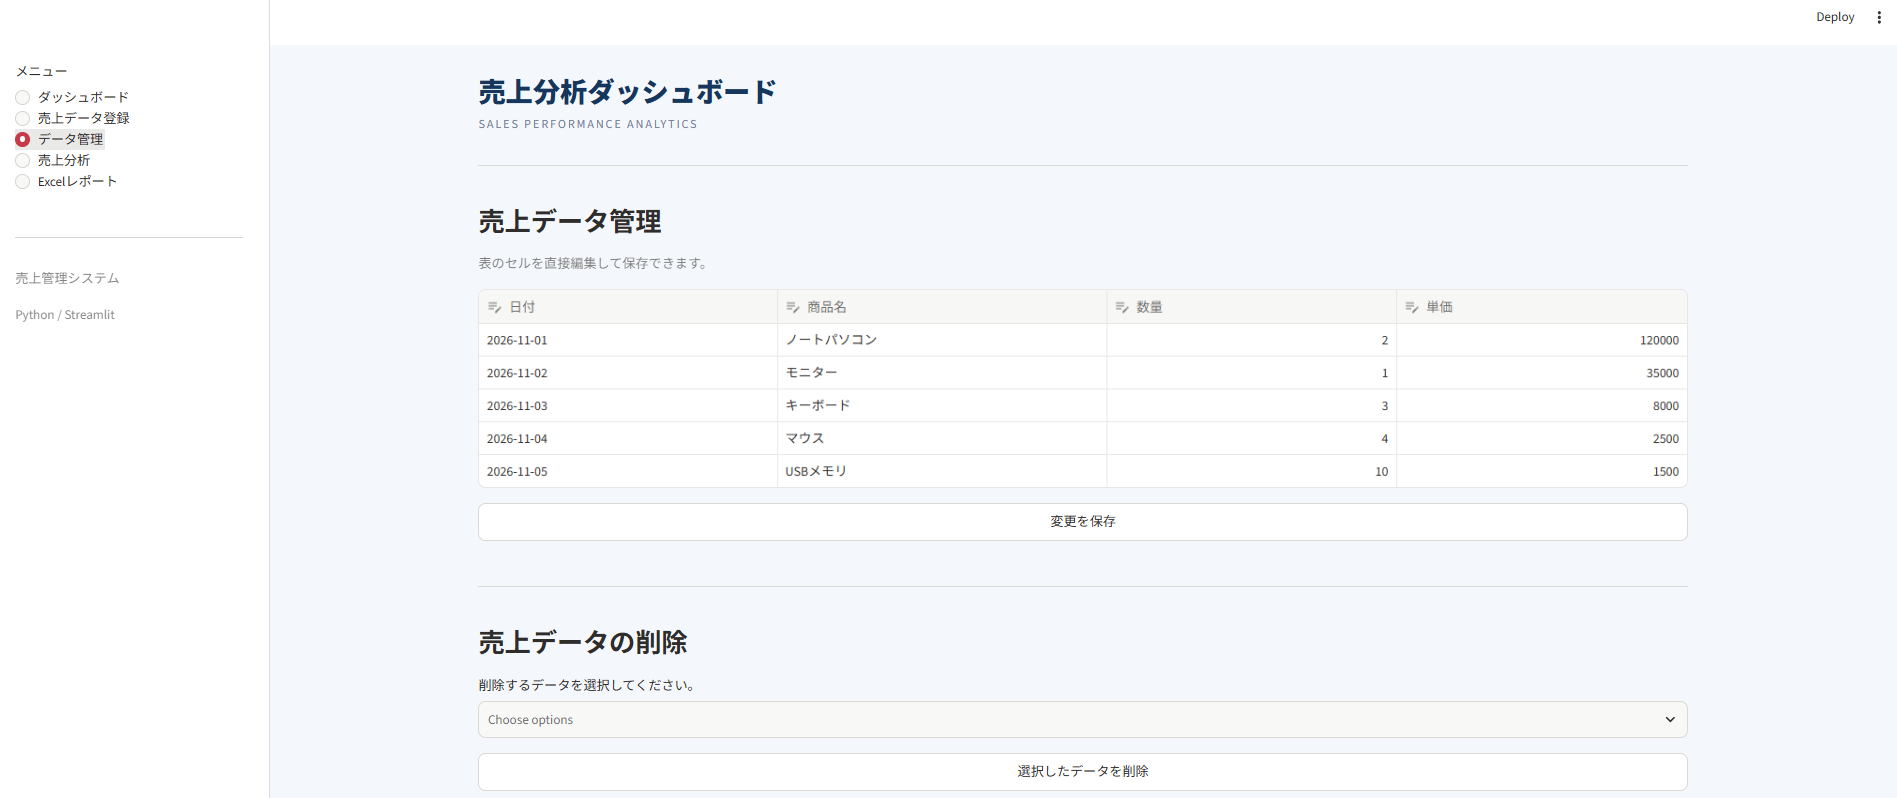 Deploy
メニュー
ダッシュボード
売上データ登録
データ管理
売上分析
Excelレポート
売上管理システム
Python / Streamlit
売上分析ダッシュボード
SALES PERFORMANCE ANALYTICS
売上データ管理
表のセルを直接編集して保存できます。
日付 商品名 数量 単価
2026-11-01 ノートパソコン 2 120000
2026-11-02 モニター 1 35000
2026-11-03 キーボード 3 8000
2026-11-04 マウス 4 2500
2026-11-05 USBメモリ 10 1500
変更を保存
売上データの削除
削除するデータを選択してください。
Choose options
選択したデータを削除